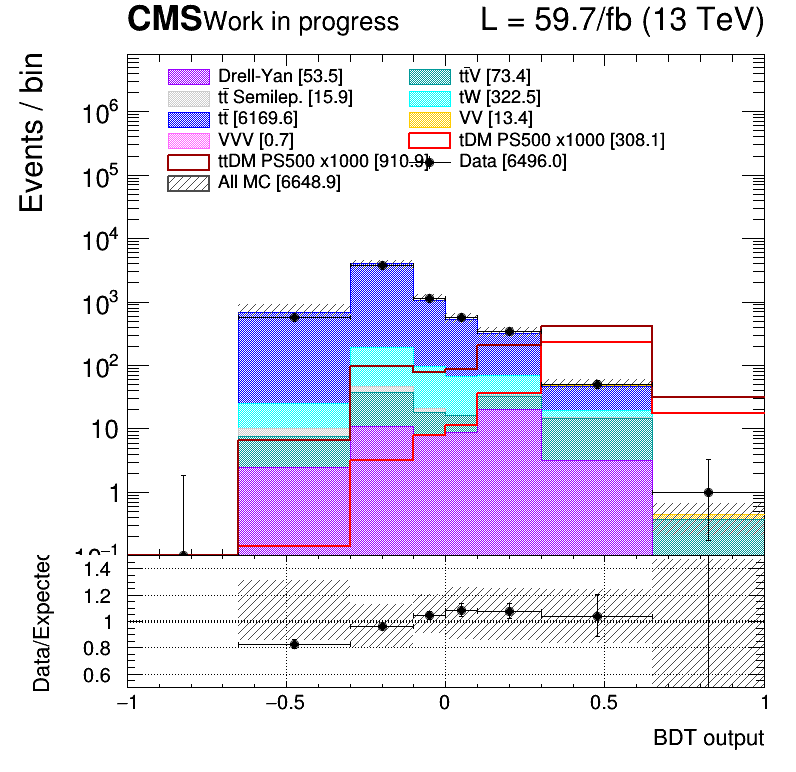 CMS Work in progress L = 59.7/fb (13 TeV)
Events / bin
Drell-Yan [53.5] tt̄V [73.4]
tt̄ Semilep. [15.9] tW [322.5]
tt̄ [6169.6] VV [13.4]
VVV [0.7] tDM PS500 x1000 [308.1]
ttDM PS500 x1000 [910.9] Data [6496.0]
All MC [6648.9]
10⁶
10⁵
10⁴
10³
10²
10
1
10⁻¹
Data/Expected
1.4
1.2
1
0.8
0.6
−1 −0.5 0 0.5 1
BDT output